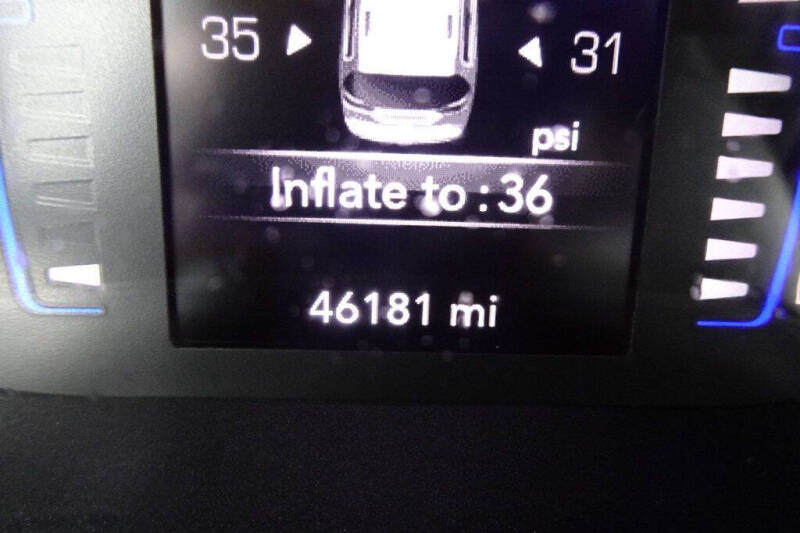 35 31
psi
Inflate to : 36
46181 mi